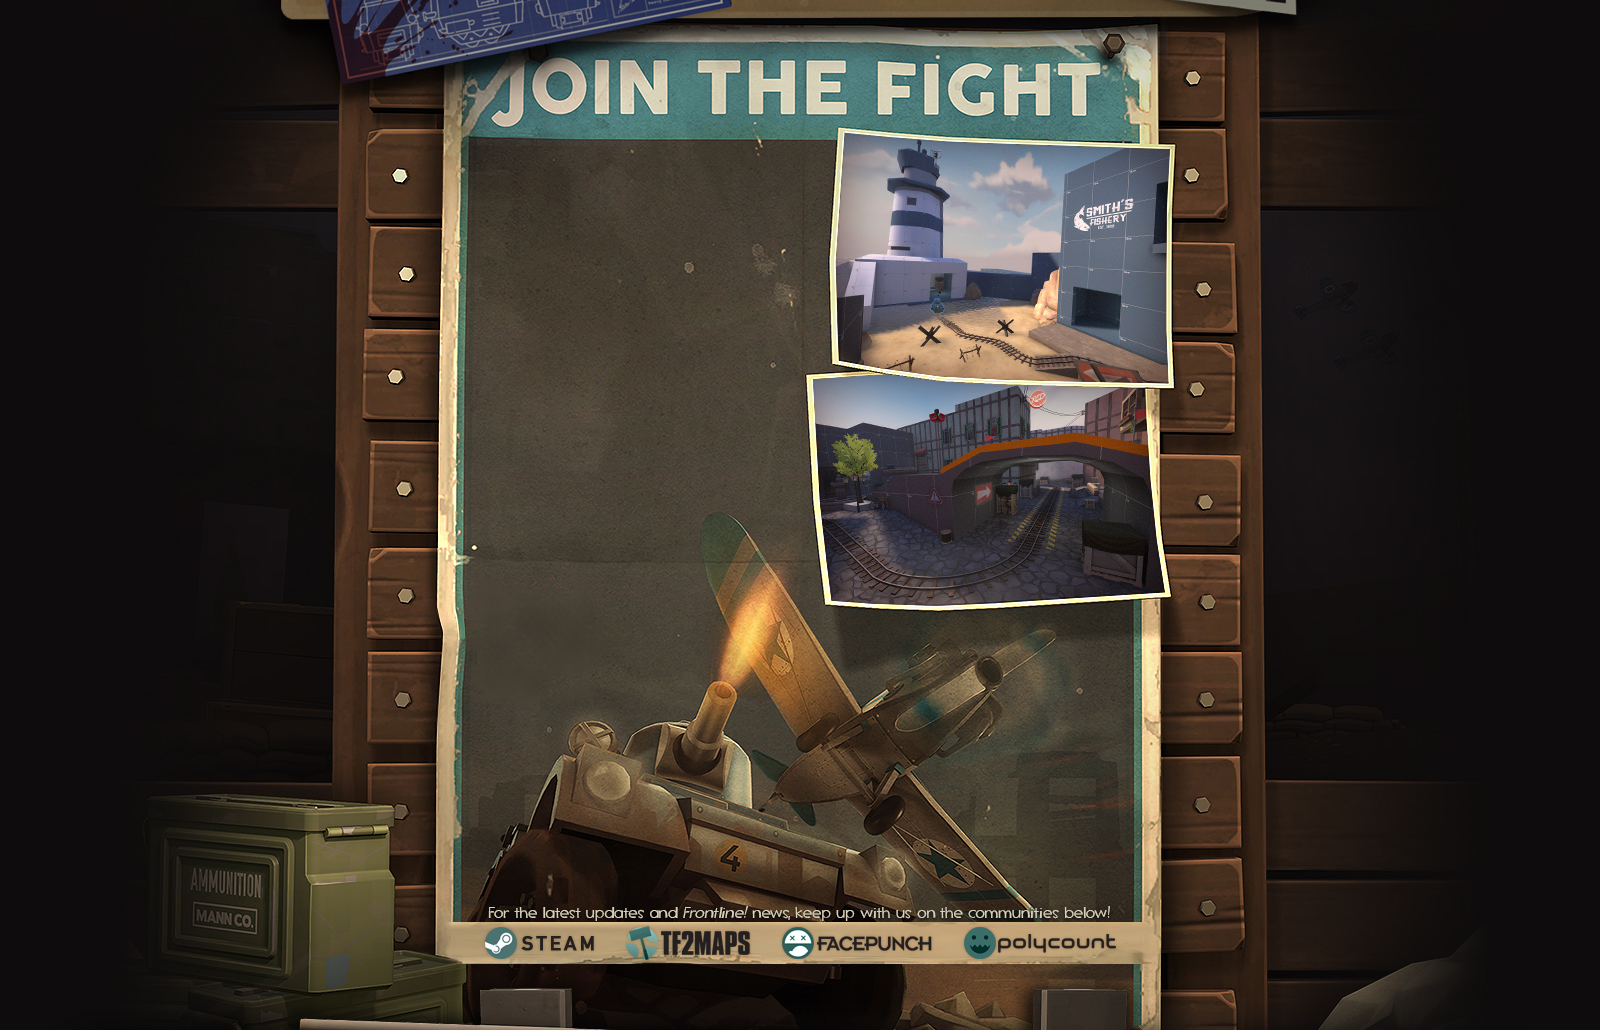 JOIN THE FIGHT
SMITH'S
FISHERY
AMMUNITION
MANN CO.
4
For the latest updates and Frontline! news, keep up with us on the communities below!
STEAM TF2MAPS FACEPUNCH polycount